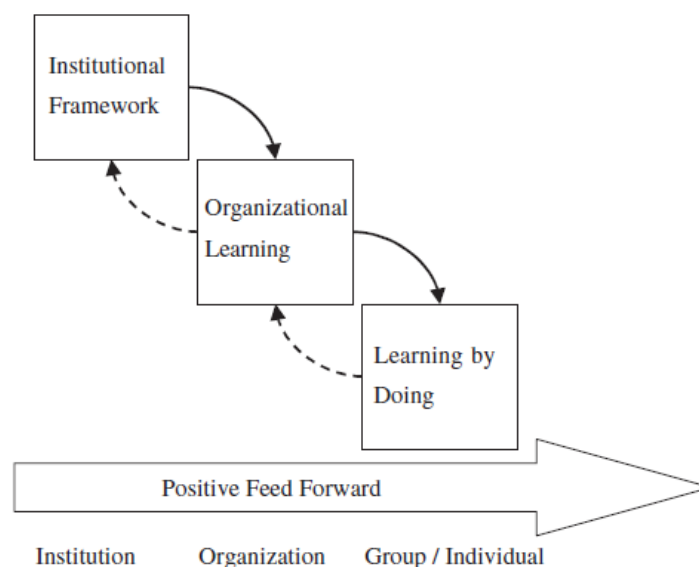 Institutional
Framework
Organizational
Learning
Learning by
Doing
Positive Feed Forward
Institution
Organization
Group / Individual